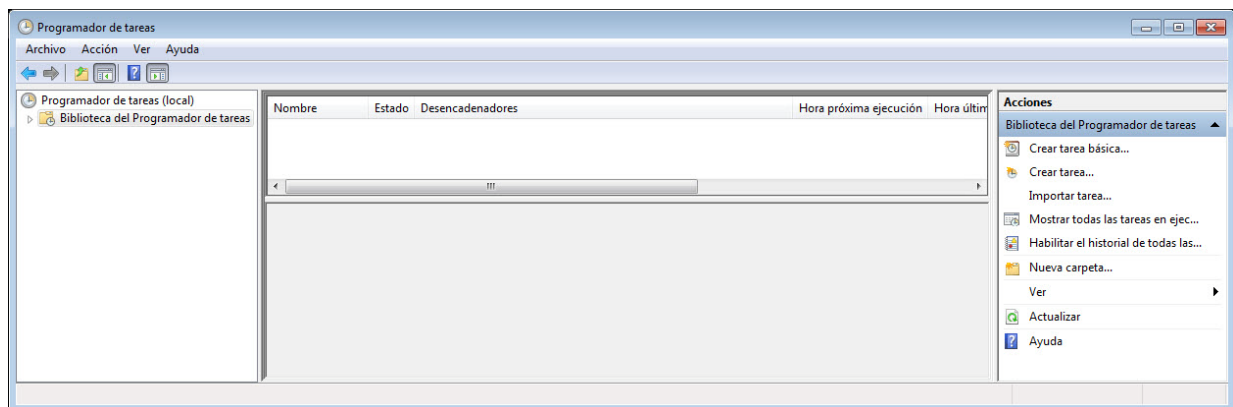 Programador de tareas
Archivo Acción Ver Ayuda
Programador de tareas (local)
Biblioteca del Programador de tareas
Nombre Estado Desencadenadores Hora próxima ejecución Hora últim
Acciones
Biblioteca del Programador de tareas
Crear tarea básica...
Crear tarea...
Importar tarea...
Mostrar todas las tareas en ejec...
Habilitar el historial de todas las...
Nueva carpeta...
Ver
Actualizar
Ayuda